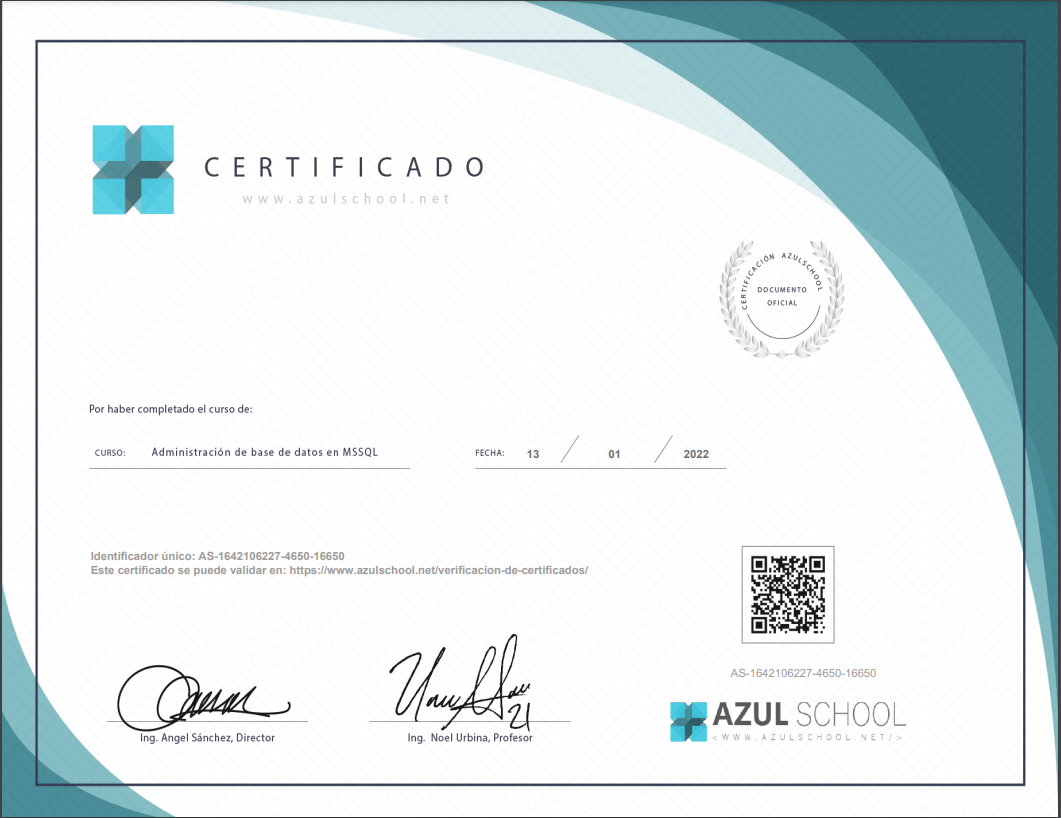 CERTIFICADO
www.azulschool.net
CERTIFICACIÓN AZULSCHOOL
DOCUMENTO
OFICIAL
Por haber completado el curso de:
CURSO: Administración de base de datos en MSSQL
FECHA: 13 / 01 / 2022
Identificador único: AS-1642106227-4650-16650
Este certificado se puede validar en: https://www.azulschool.net/verificacion-de-certificados/
AS-1642106227-4650-16650
21
Ing. Angel Sánchez, Director
Ing. Noel Urbina, Profesor
AZUL SCHOOL
<WWW.AZULSCHOOL.NET/>